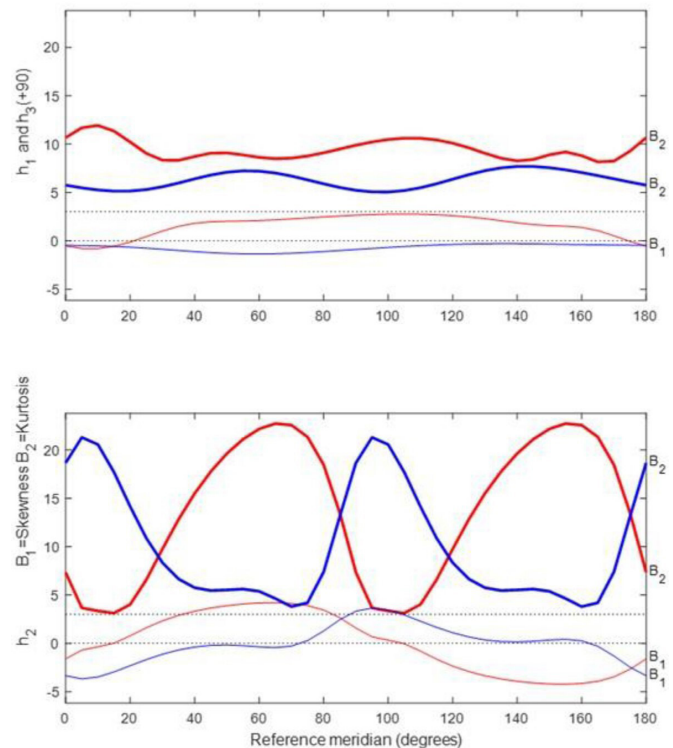 h1 and h3(+90)
20
15
10
5
0
-5
B2
B2
B1
0 20 40 60 80 100 120 140 160 180
B1=Skewness B2=Kurtosis
h2
20
15
10
5
0
-5
B2
B2
B1
B1
0 20 40 60 80 100 120 140 160 180
Reference meridian (degrees)